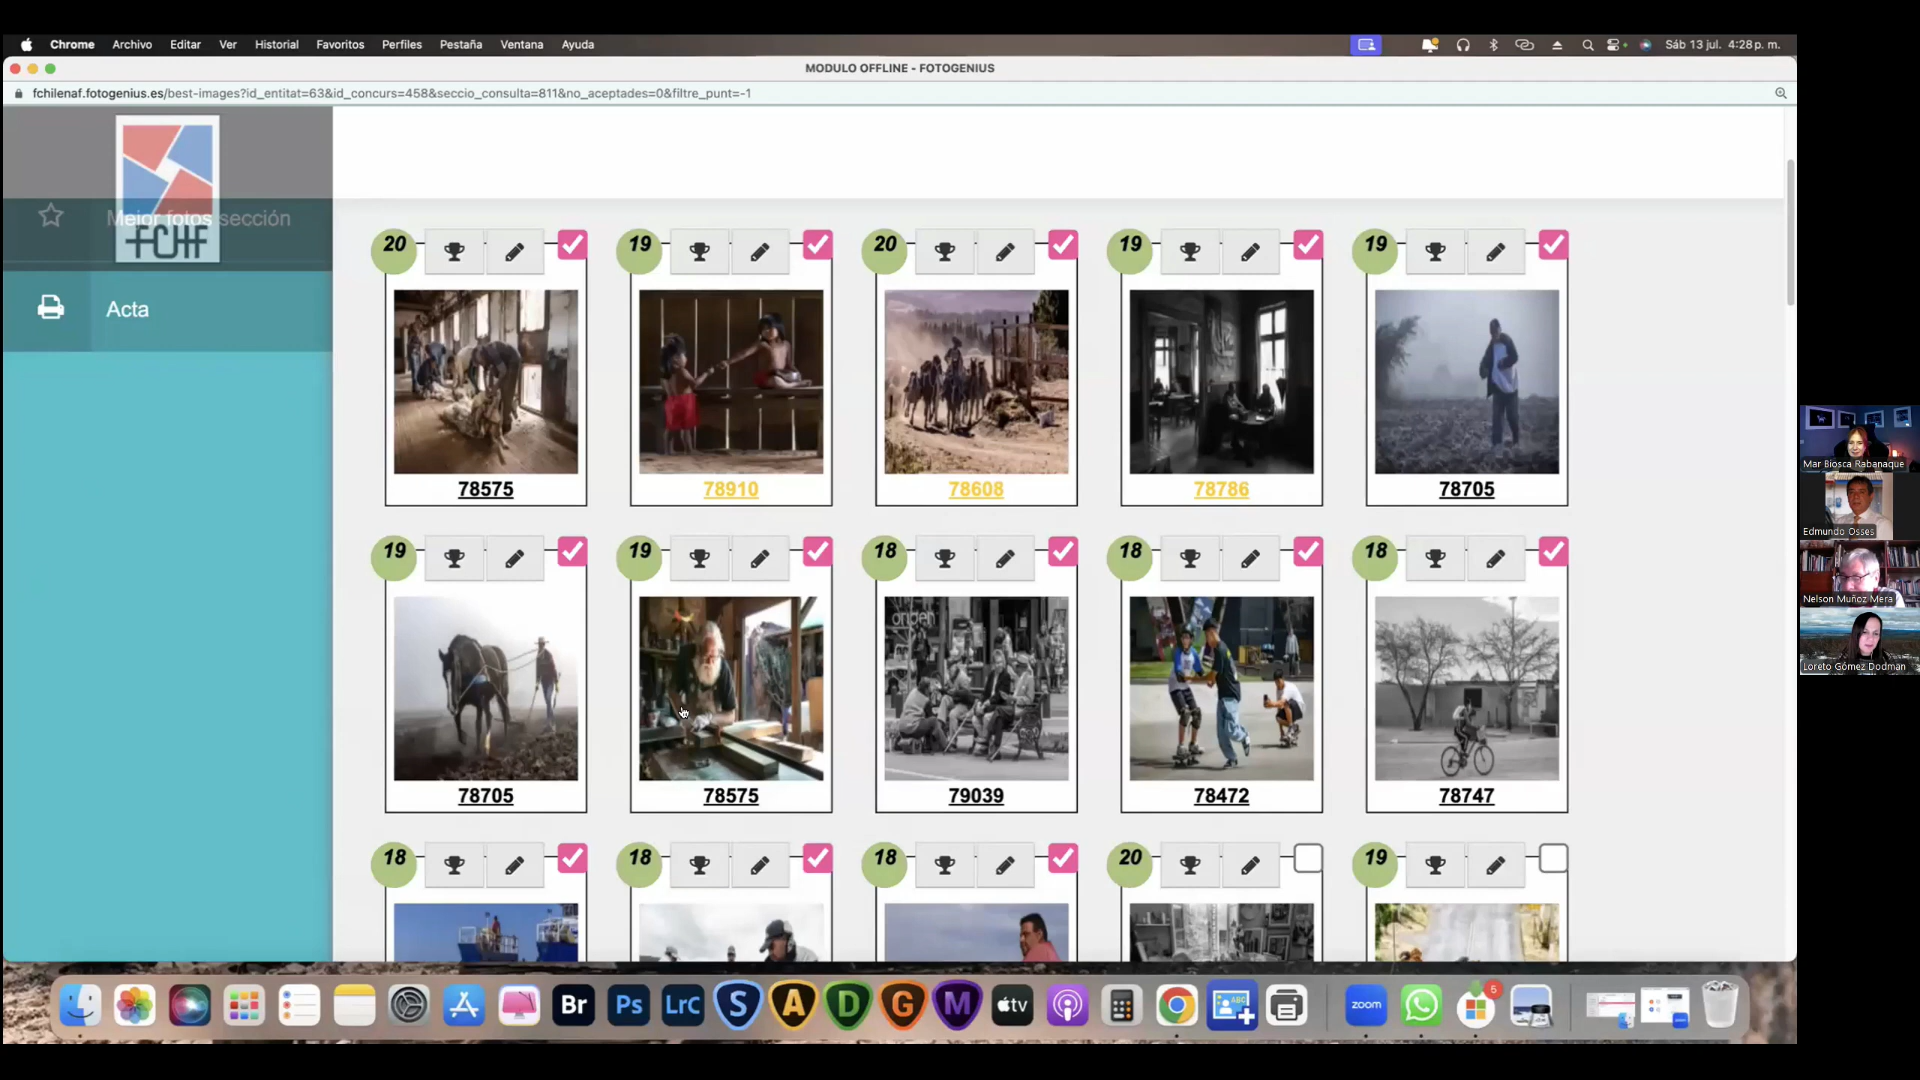 Chrome Archivo Editar Ver Historial Favoritos Perfiles Pestaña Ventana Ayuda
Sáb 13 jul. 4:28 p. m.
MODULO OFFLINE - FOTOGENIUS
fchilenaf.fotogenius.es/best-images?id_entitat=63&id_concurs=458&seccio_consulta=811&no_aceptades=0&filtre_punt=-1
Mejor fotos sección
FCHF
Acta
20 19 20 19 19
78575 78910 78608 78786 78705
19 19 18 18 18
origen
78705 78575 79039 78472 78747
18 18 18 20 19
Mar Biosca Rabanaque
Edmundo Osses
Nelson Muñoz Mera
Loreto Gómez Dodman
Br Ps LrC S A D G M tv ABC zoom 5